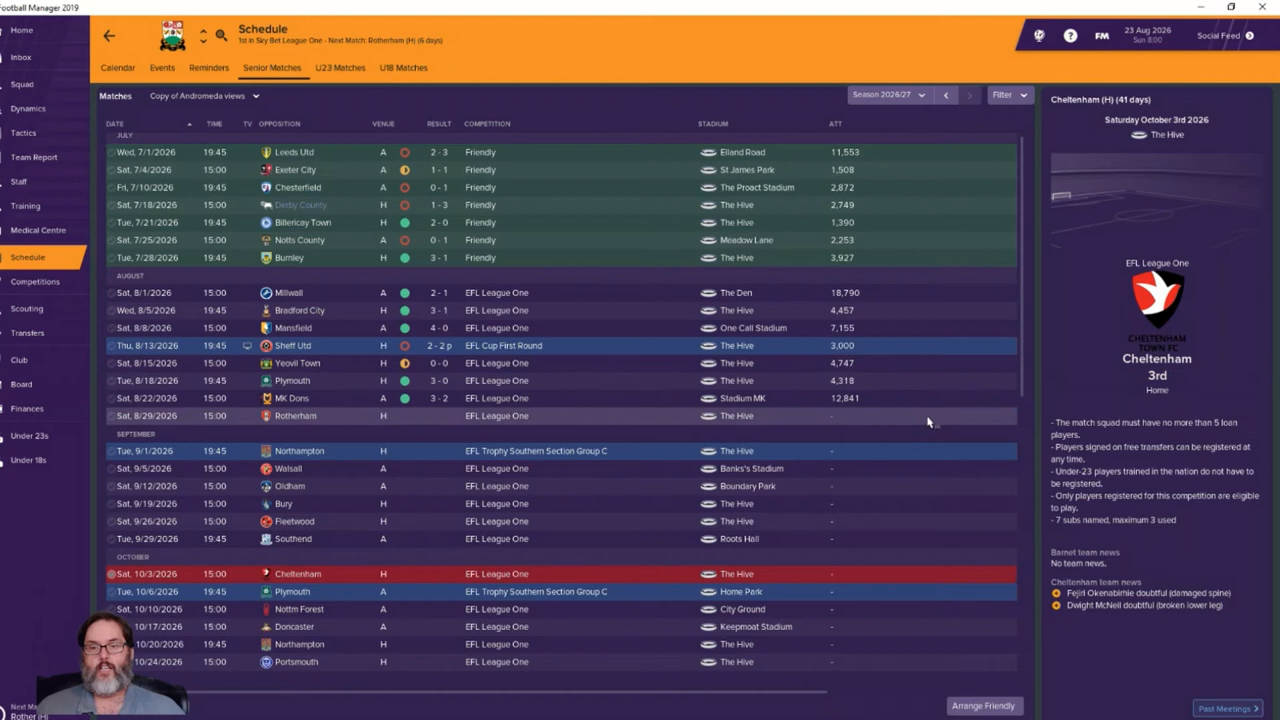 Football Manager 2019
Home
Inbox
Squad
Dynamics
Tactics
Team Report
Staff
Training
Medical Centre
Schedule
Competitions
Scouting
Transfers
Club
Board
Finances
Under 23s
Under 18s
Next Ma
Rother (H)
Schedule
1st in Sky Bet League One - Next Match: Rotherham (H) (6 days)
FM
23 Aug 2026
Sun 8:00
Social Feed
Calendar Events Reminders Senior Matches U23 Matches U18 Matches
Matches Copy of Andromeda views Season 2026/27 Filter
DATE TIME TV OPPOSITION VENUE RESULT COMPETITION STADIUM ATT
JULY
Wed, 7/1/2026 19:45 Leeds Utd A 2 - 3 Friendly Elland Road 11,553
Sat, 7/4/2026 15:00 Exeter City A 1 - 1 Friendly St James Park 1,508
Fri, 7/10/2026 19:45 Chesterfield A 0 - 1 Friendly The Proact Stadium 2,872
Sat, 7/18/2026 15:00 Derby County H 1 - 3 Friendly The Hive 2,749
Tue, 7/21/2026 19:45 Billericay Town H 2 - 0 Friendly The Hive 1,390
Sat, 7/25/2026 15:00 Notts County A 0 - 1 Friendly Meadow Lane 2,253
Tue, 7/28/2026 19:45 Burnley H 3 - 1 Friendly The Hive 3,927
AUGUST
Sat, 8/1/2026 15:00 Millwall A 2 - 1 EFL League One The Den 18,790
Wed, 8/5/2026 19:45 Bradford City H 3 - 1 EFL League One The Hive 4,457
Sat, 8/8/2026 15:00 Mansfield A 4 - 0 EFL League One One Call Stadium 7,155
Thu, 8/13/2026 19:45 Sheff Utd H 2 - 2 p EFL Cup First Round The Hive 3,000
Sat, 8/15/2026 15:00 Yeovil Town H 0 - 0 EFL League One The Hive 4,747
Tue, 8/18/2026 19:45 Plymouth H 3 - 0 EFL League One The Hive 4,318
Sat, 8/22/2026 15:00 MK Dons A 3 - 2 EFL League One Stadium MK 12,841
Sat, 8/29/2026 15:00 Rotherham H EFL League One The Hive -
SEPTEMBER
Tue, 9/1/2026 19:45 Northampton H EFL Trophy Southern Section Group C The Hive -
Sat, 9/5/2026 15:00 Walsall A EFL League One Banks's Stadium -
Sat, 9/12/2026 15:00 Oldham A EFL League One Boundary Park -
Sat, 9/19/2026 15:00 Bury H EFL League One The Hive -
Sat, 9/26/2026 15:00 Fleetwood H EFL League One The Hive -
Tue, 9/29/2026 19:45 Southend A EFL League One Roots Hall -
OCTOBER
Sat, 10/3/2026 15:00 Cheltenham H EFL League One The Hive -
Tue, 10/6/2026 19:45 Plymouth A EFL Trophy Southern Section Group C Home Park -
Sat, 10/10/2026 15:00 Nottm Forest A EFL League One City Ground -
10/17/2026 15:00 Doncaster A EFL League One Keepmoat Stadium -
10/20/2026 19:45 Northampton H EFL League One The Hive -
10/24/2026 15:00 Portsmouth H EFL League One The Hive -
Arrange Friendly
Cheltenham (H) (41 days)
Saturday October 3rd 2026
The Hive
EFL League One
CHELTENHAM
TOWN FC
Cheltenham
3rd
Home
- The match squad must have no more than 5 loan
players.
- Players signed on free transfers can be registered at
any time.
- Under-23 players trained in the nation do not have to
be registered.
- Only players registered for this competition are eligible
to play.
- 7 subs named, maximum 3 used
Barnet team news
No team news.
Cheltenham team news
Fejiri Okenabirhie doubtful (damaged spine)
Dwight McNeil doubtful (broken lower leg)
Past Meetings